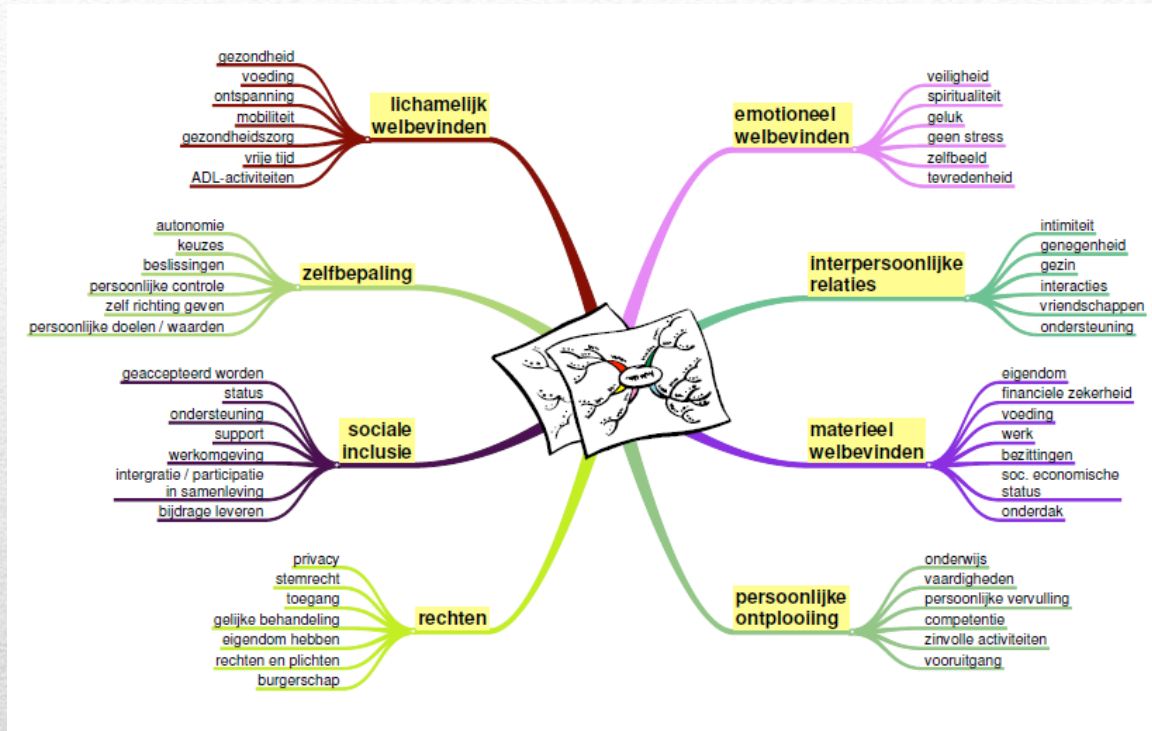 lichamelijk
welbevinden
gezondheid
voeding
ontspanning
mobiliteit
gezondheidszorg
vrije tijd
ADL-activiteiten
zelfbepaling
autonomie
keuzes
beslissingen
persoonlijke controle
zelf richting geven
persoonlijke doelen / waarden
sociale
inclusie
geaccepteerd worden
status
ondersteuning
support
werkomgeving
intergratie / participatie
in samenleving
bijdrage leveren
rechten
privacy
stemrecht
toegang
gelijke behandeling
eigendom hebben
rechten en plichten
burgerschap
emotioneel
welbevinden
veiligheid
spiritualiteit
geluk
geen stress
zelfbeeld
tevredenheid
interpersoonlijke
relaties
intimiteit
genegenheid
gezin
interacties
vriendschappen
ondersteuning
materieel
welbevinden
eigendom
financiele zekerheid
voeding
werk
bezittingen
soc. economische
status
onderdak
persoonlijke
ontplooiing
onderwijs
vaardigheden
persoonlijke vervulling
competentie
zinvolle activiteiten
vooruitgang